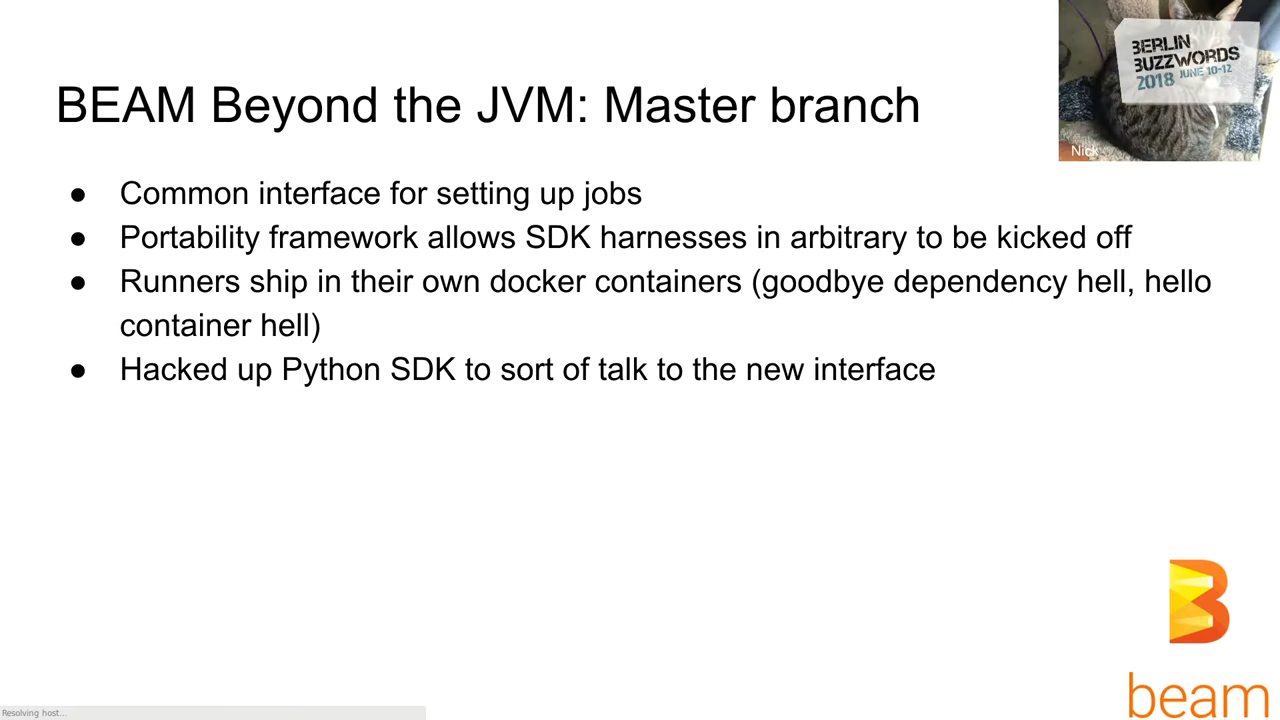 BERLIN
BUZZWORDS
2018 JUNE 10-12
Nick
BEAM Beyond the JVM: Master branch
● Common interface for setting up jobs
● Portability framework allows SDK harnesses in arbitrary to be kicked off
● Runners ship in their own docker containers (goodbye dependency hell, hello
container hell)
● Hacked up Python SDK to sort of talk to the new interface
beam
Resolving host...